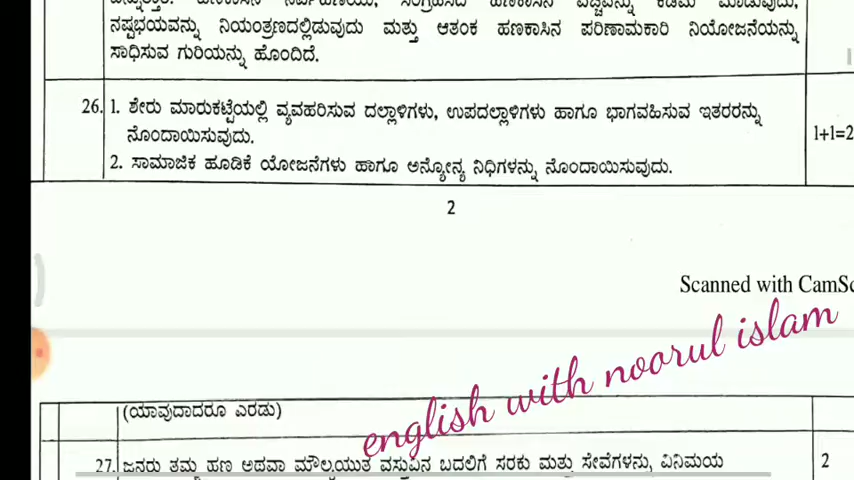 ನಷ್ಟಭಯವನ್ನು ನಿಯಂತ್ರಣದಲ್ಲಿಡುವುದು ಮತ್ತು ಆತಂಕ ಹಣಕಾಸಿನ ಪರಿಣಾಮಕಾರಿ ನಿಯೋಜನೆಯನ್ನು
ಸಾಧಿಸುವ ಗುರಿಯನ್ನು ಹೊಂದಿದೆ.
26. 1. ಶೇರು ಮಾರುಕಟ್ಟೆಯಲ್ಲಿ ವ್ಯವಹರಿಸುವ ದಲ್ಲಾಳಿಗಳು, ಉಪದಲ್ಲಾಳಿಗಳು ಹಾಗೂ ಭಾಗವಹಿಸುವ ಇತರರನ್ನು
ನೊಂದಾಯಿಸುವುದು. 1+1=2
2. ಸಾಮಾಜಿಕ ಹೂಡಿಕೆ ಯೋಜನೆಗಳು ಹಾಗೂ ಅನ್ಯೋನ್ಯ ನಿಧಿಗಳನ್ನು ನೊಂದಾಯಿಸುವುದು.
2
Scanned with CamSc
english with noorul islam
(ಯಾವುದಾದರೂ ಎರಡು)
27. ಜನರು ತಮ್ಮ ಹಣ ಅಥವಾ ಮೌಲ್ಯಯುತ ವಸ್ತುವಿನ ಬದಲಿಗೆ ಸರಕು ಮತ್ತು ಸೇವೆಗಳನ್ನು, ವಿನಿಮಯ 2